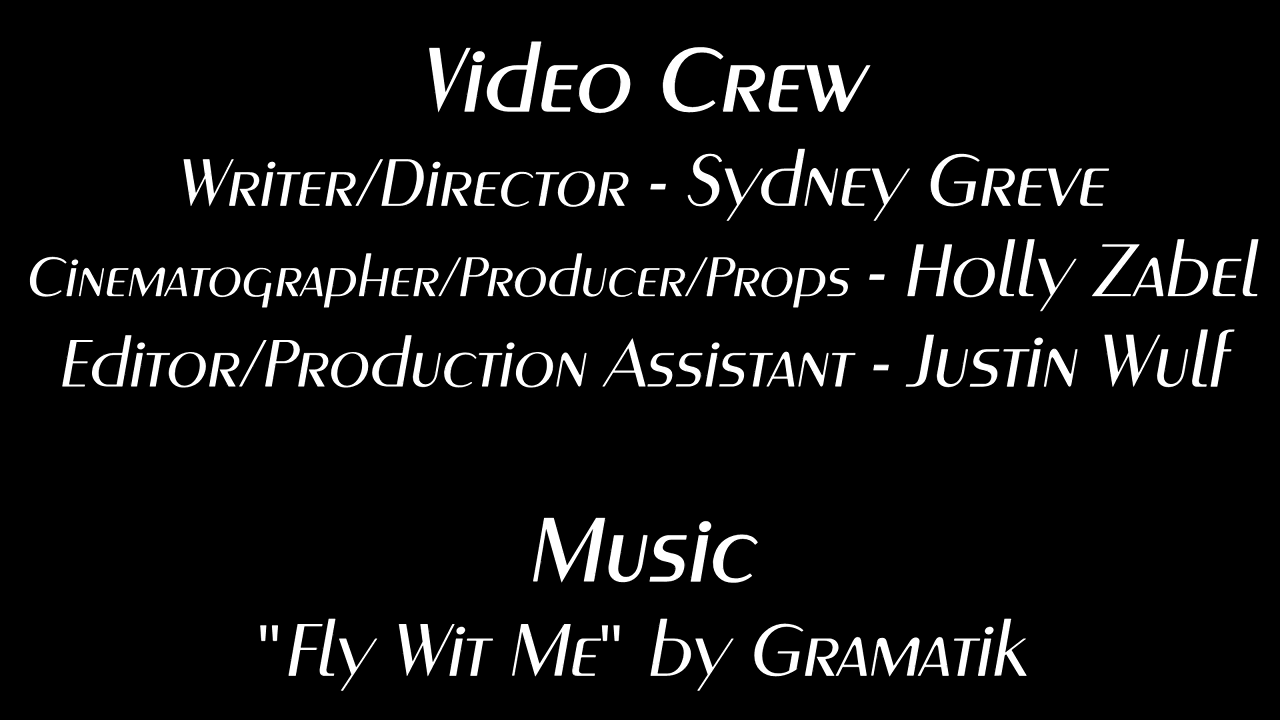 Video Crew
Writer/Director - Sydney Greve
Cinematographer/Producer/Props - Holly Zabel
Editor/Production Assistant - Justin Wulf
Music
"Fly Wit Me" by Gramatik